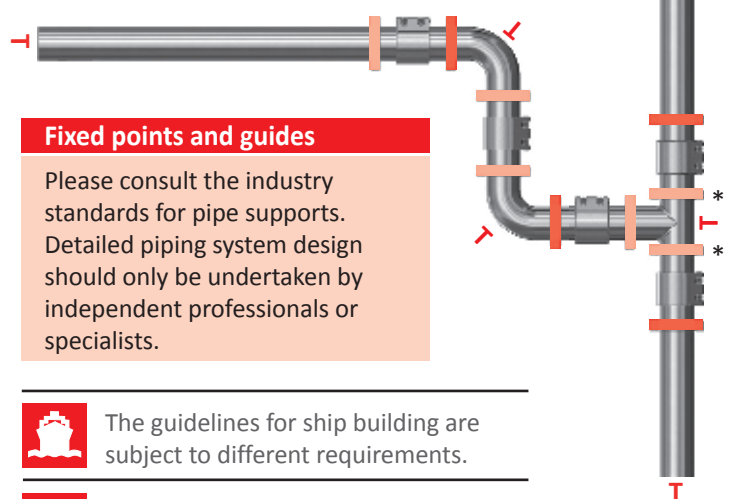 *
*
Fixed points and guides
Please consult the industry
standards for pipe supports.
Detailed piping system design
should only be undertaken by
independent professionals or
specialists.
The guidelines for ship building are
subject to different requirements.